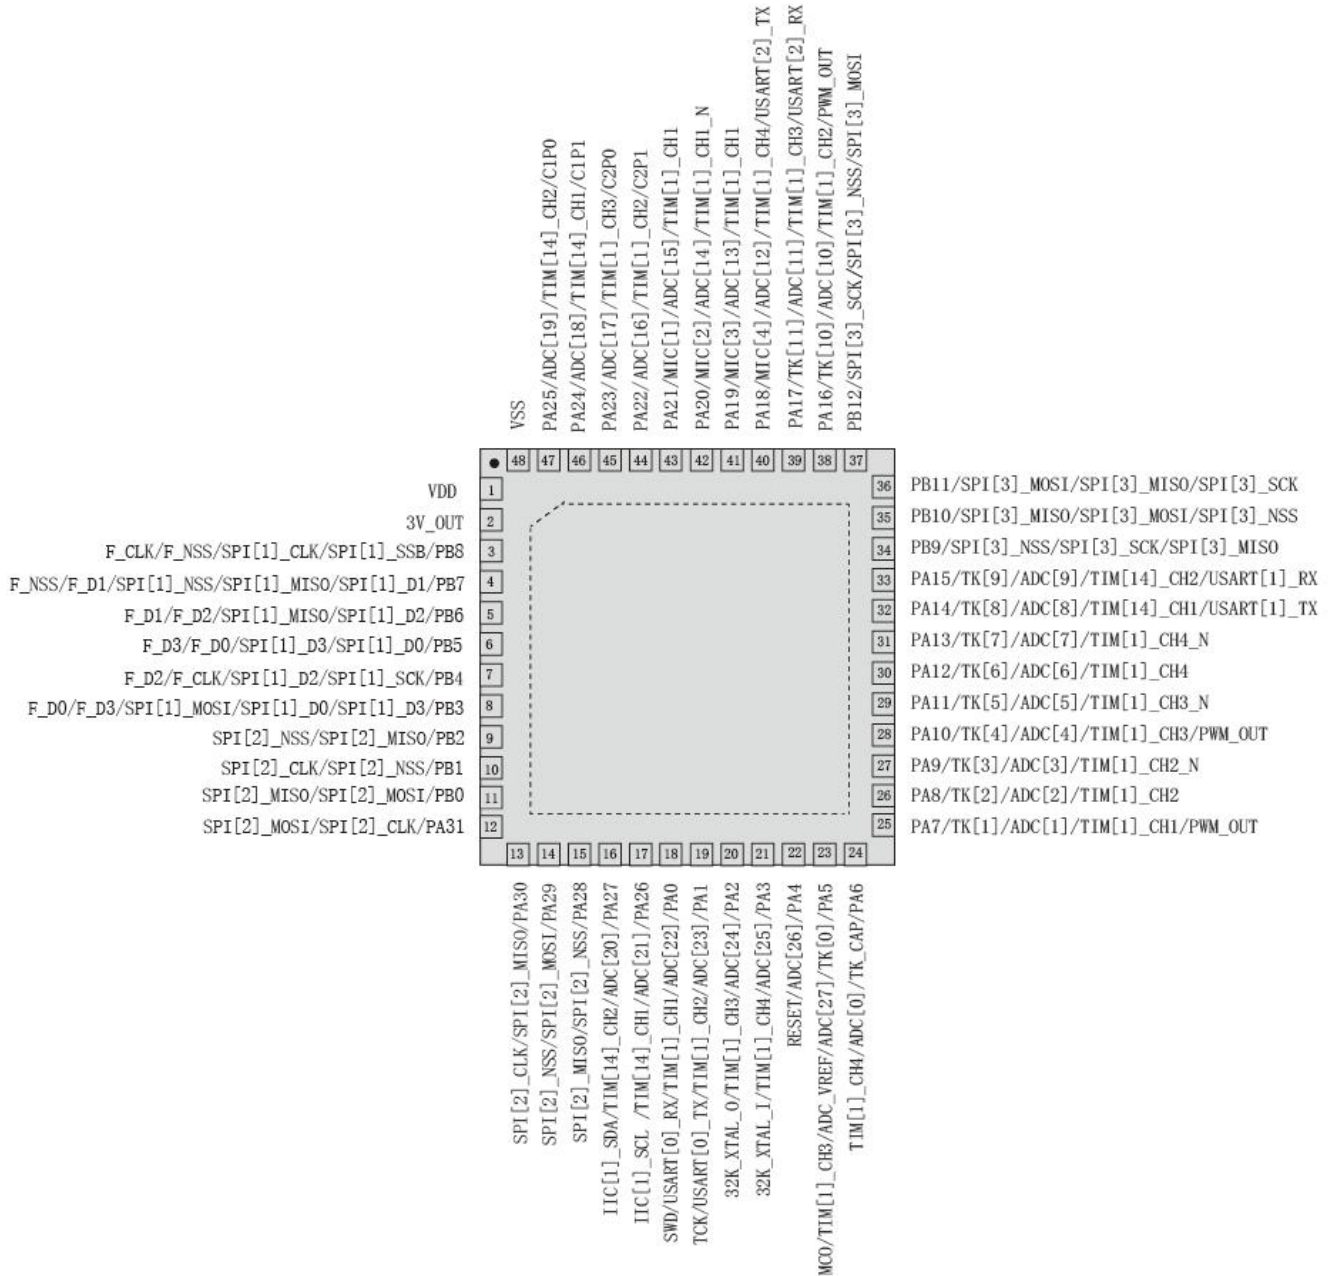 VSS
PA25/ADC[19]/TIM[14]_CH2/C1P0
PA24/ADC[18]/TIM[14]_CH1/C1P1
PA23/ADC[17]/TIM[1]_CH3/C2P0
PA22/ADC[16]/TIM[1]_CH2/C2P1
PA21/MIC[1]/ADC[15]/TIM[1]_CH1
PA20/MIC[2]/ADC[14]/TIM[1]_CH1_N
PA19/MIC[3]/ADC[13]/TIM[1]_CH1
PA18/MIC[4]/ADC[12]/TIM[1]_CH4/USART[2]_TX
PA17/TK[11]/ADC[11]/TIM[1]_CH3/USART[2]_RX
PA16/TK[10]/ADC[10]/TIM[1]_CH2/PWM_OUT
PB12/SPI[3]_SCK/SPI[3]_NSS/SPI[3]_MOSI
48 47 46 45 44 43 42 41 40 39 38 37
VDD 1
3V_OUT 2
F_CLK/F_NSS/SPI[1]_CLK/SPI[1]_SSB/PB8 3
F_NSS/F_D1/SPI[1]_NSS/SPI[1]_MISO/SPI[1]_D1/PB7 4
F_D1/F_D2/SPI[1]_MISO/SPI[1]_D2/PB6 5
F_D3/F_D0/SPI[1]_D3/SPI[1]_D0/PB5 6
F_D2/F_CLK/SPI[1]_D2/SPI[1]_SCK/PB4 7
F_D0/F_D3/SPI[1]_MOSI/SPI[1]_D0/SPI[1]_D3/PB3 8
SPI[2]_NSS/SPI[2]_MISO/PB2 9
SPI[2]_CLK/SPI[2]_NSS/PB1 10
SPI[2]_MISO/SPI[2]_MOSI/PB0 11
SPI[2]_MOSI/SPI[2]_CLK/PA31 12
36 PB11/SPI[3]_MOSI/SPI[3]_MISO/SPI[3]_SCK
35 PB10/SPI[3]_MISO/SPI[3]_MOSI/SPI[3]_NSS
34 PB9/SPI[3]_NSS/SPI[3]_SCK/SPI[3]_MISO
33 PA15/TK[9]/ADC[9]/TIM[14]_CH2/USART[1]_RX
32 PA14/TK[8]/ADC[8]/TIM[14]_CH1/USART[1]_TX
31 PA13/TK[7]/ADC[7]/TIM[1]_CH4_N
30 PA12/TK[6]/ADC[6]/TIM[1]_CH4
29 PA11/TK[5]/ADC[5]/TIM[1]_CH3_N
28 PA10/TK[4]/ADC[4]/TIM[1]_CH3/PWM_OUT
27 PA9/TK[3]/ADC[3]/TIM[1]_CH2_N
26 PA8/TK[2]/ADC[2]/TIM[1]_CH2
25 PA7/TK[1]/ADC[1]/TIM[1]_CH1/PWM_OUT
13 14 15 16 17 18 19 20 21 22 23 24
SPI[2]_CLK/SPI[2]_MISO/PA30
SPI[2]_NSS/SPI[2]_MOSI/PA29
SPI[2]_MISO/SPI[2]_NSS/PA28
IIC[1]_SDA/TIM[14]_CH2/ADC[20]/PA27
IIC[1]_SCL /TIM[14]_CH1/ADC[21]/PA26
SWD/USART[0]_RX/TIM[1]_CH1/ADC[22]/PA0
TCK/USART[0]_TX/TIM[1]_CH2/ADC[23]/PA1
32K_XTAL_O/TIM[1]_CH3/ADC[24]/PA2
32K_XTAL_I/TIM[1]_CH4/ADC[25]/PA3
RESET/ADC[26]/PA4
MCO/TIM[1]_CH3/ADC_VREF/ADC[27]/TK[0]/PA5
TIM[1]_CH4/ADC[0]/TK_CAP/PA6